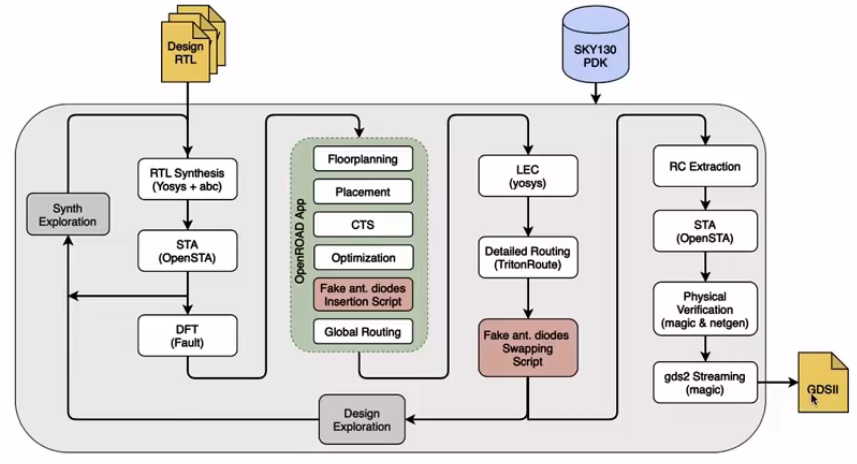 Design
RTL
SKY130
PDK
Synth
Exploration
RTL Synthesis
(Yosys + abc)
STA
(OpenSTA)
DFT
(Fault)
OpenROAD App
Floorplanning
Placement
CTS
Optimization
Fake ant. diodes
Insertion Script
Global Routing
LEC
(yosys)
Detailed Routing
(TritonRoute)
Fake ant. diodes
Swapping
Script
Design
Exploration
RC Extraction
STA
(OpenSTA)
Physical
Verification
(magic & netgen)
gds2 Streaming
(magic)
GDSII